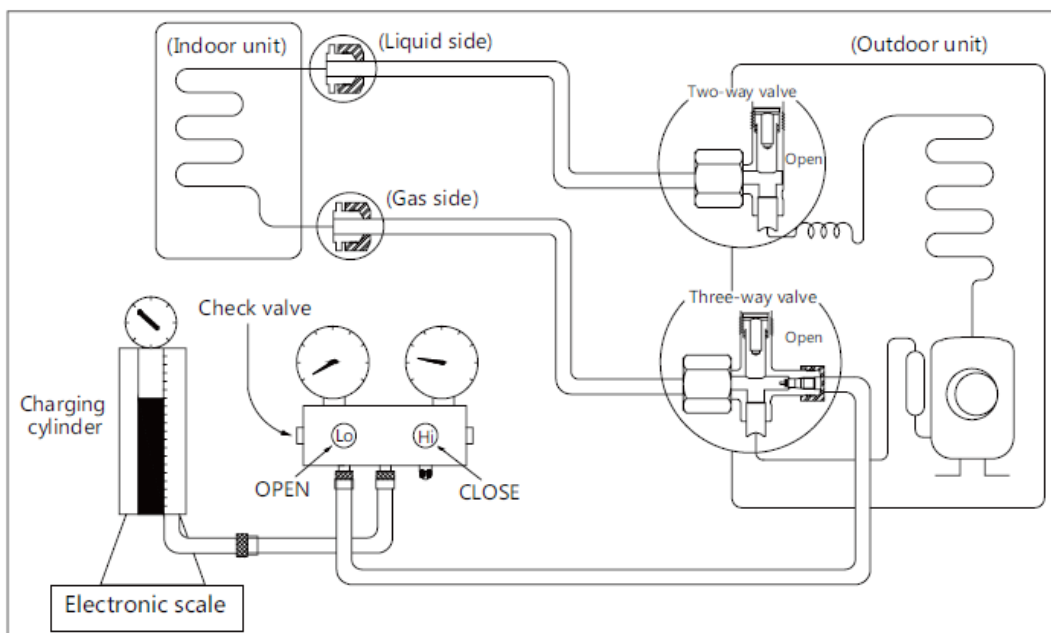 (Indoor unit)
(Liquid side)
(Outdoor unit)
Two-way valve
Open
(Gas side)
Three-way valve
Open
Check valve
Charging
cylinder
Lo
Hi
OPEN
CLOSE
Electronic scale